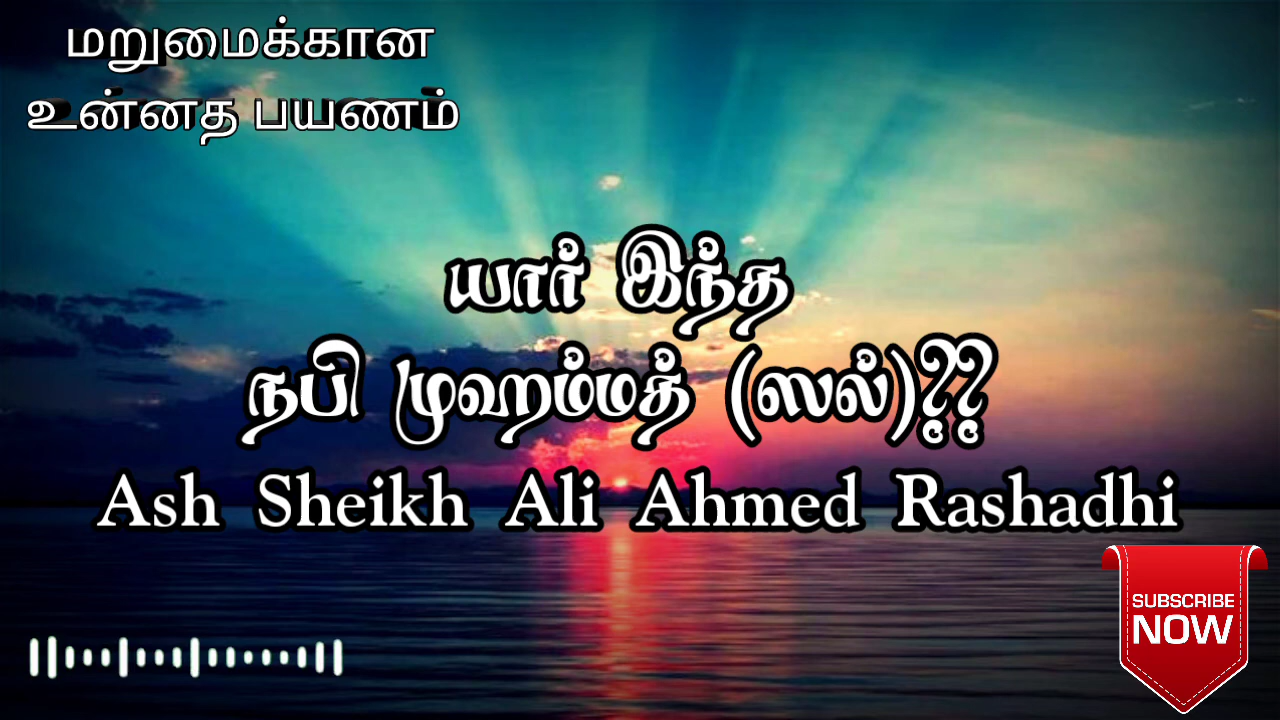 மறுமைக்கான
உன்னத பயணம்
யார் இந்த
நபி முஹம்மத் (ஸல்)??
Ash Sheikh Ali Ahmed Rashadhi
SUBSCRIBE
NOW